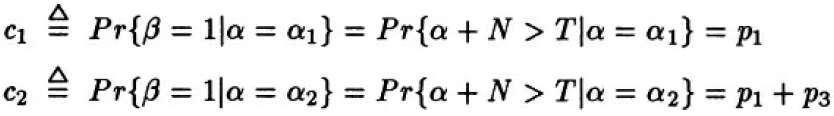 c₁ ≜ Pr{β = 1|α = α₁} = Pr{α + N > T|α = α₁} = p₁
c₂ ≜ Pr{β = 1|α = α₂} = Pr{α + N > T|α = α₂} = p₁ + p₃